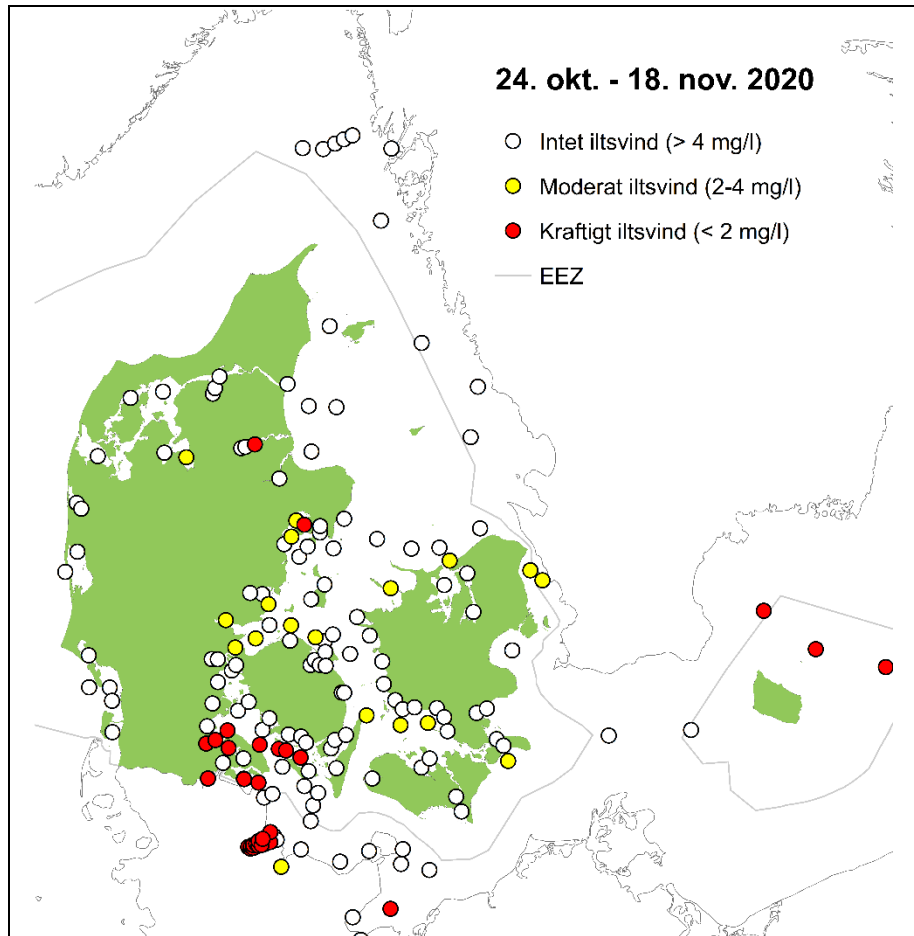 24. okt. - 18. nov. 2020
Intet iltsvind (> 4 mg/l)
Moderat iltsvind (2-4 mg/l)
Kraftigt iltsvind (< 2 mg/l)
EEZ